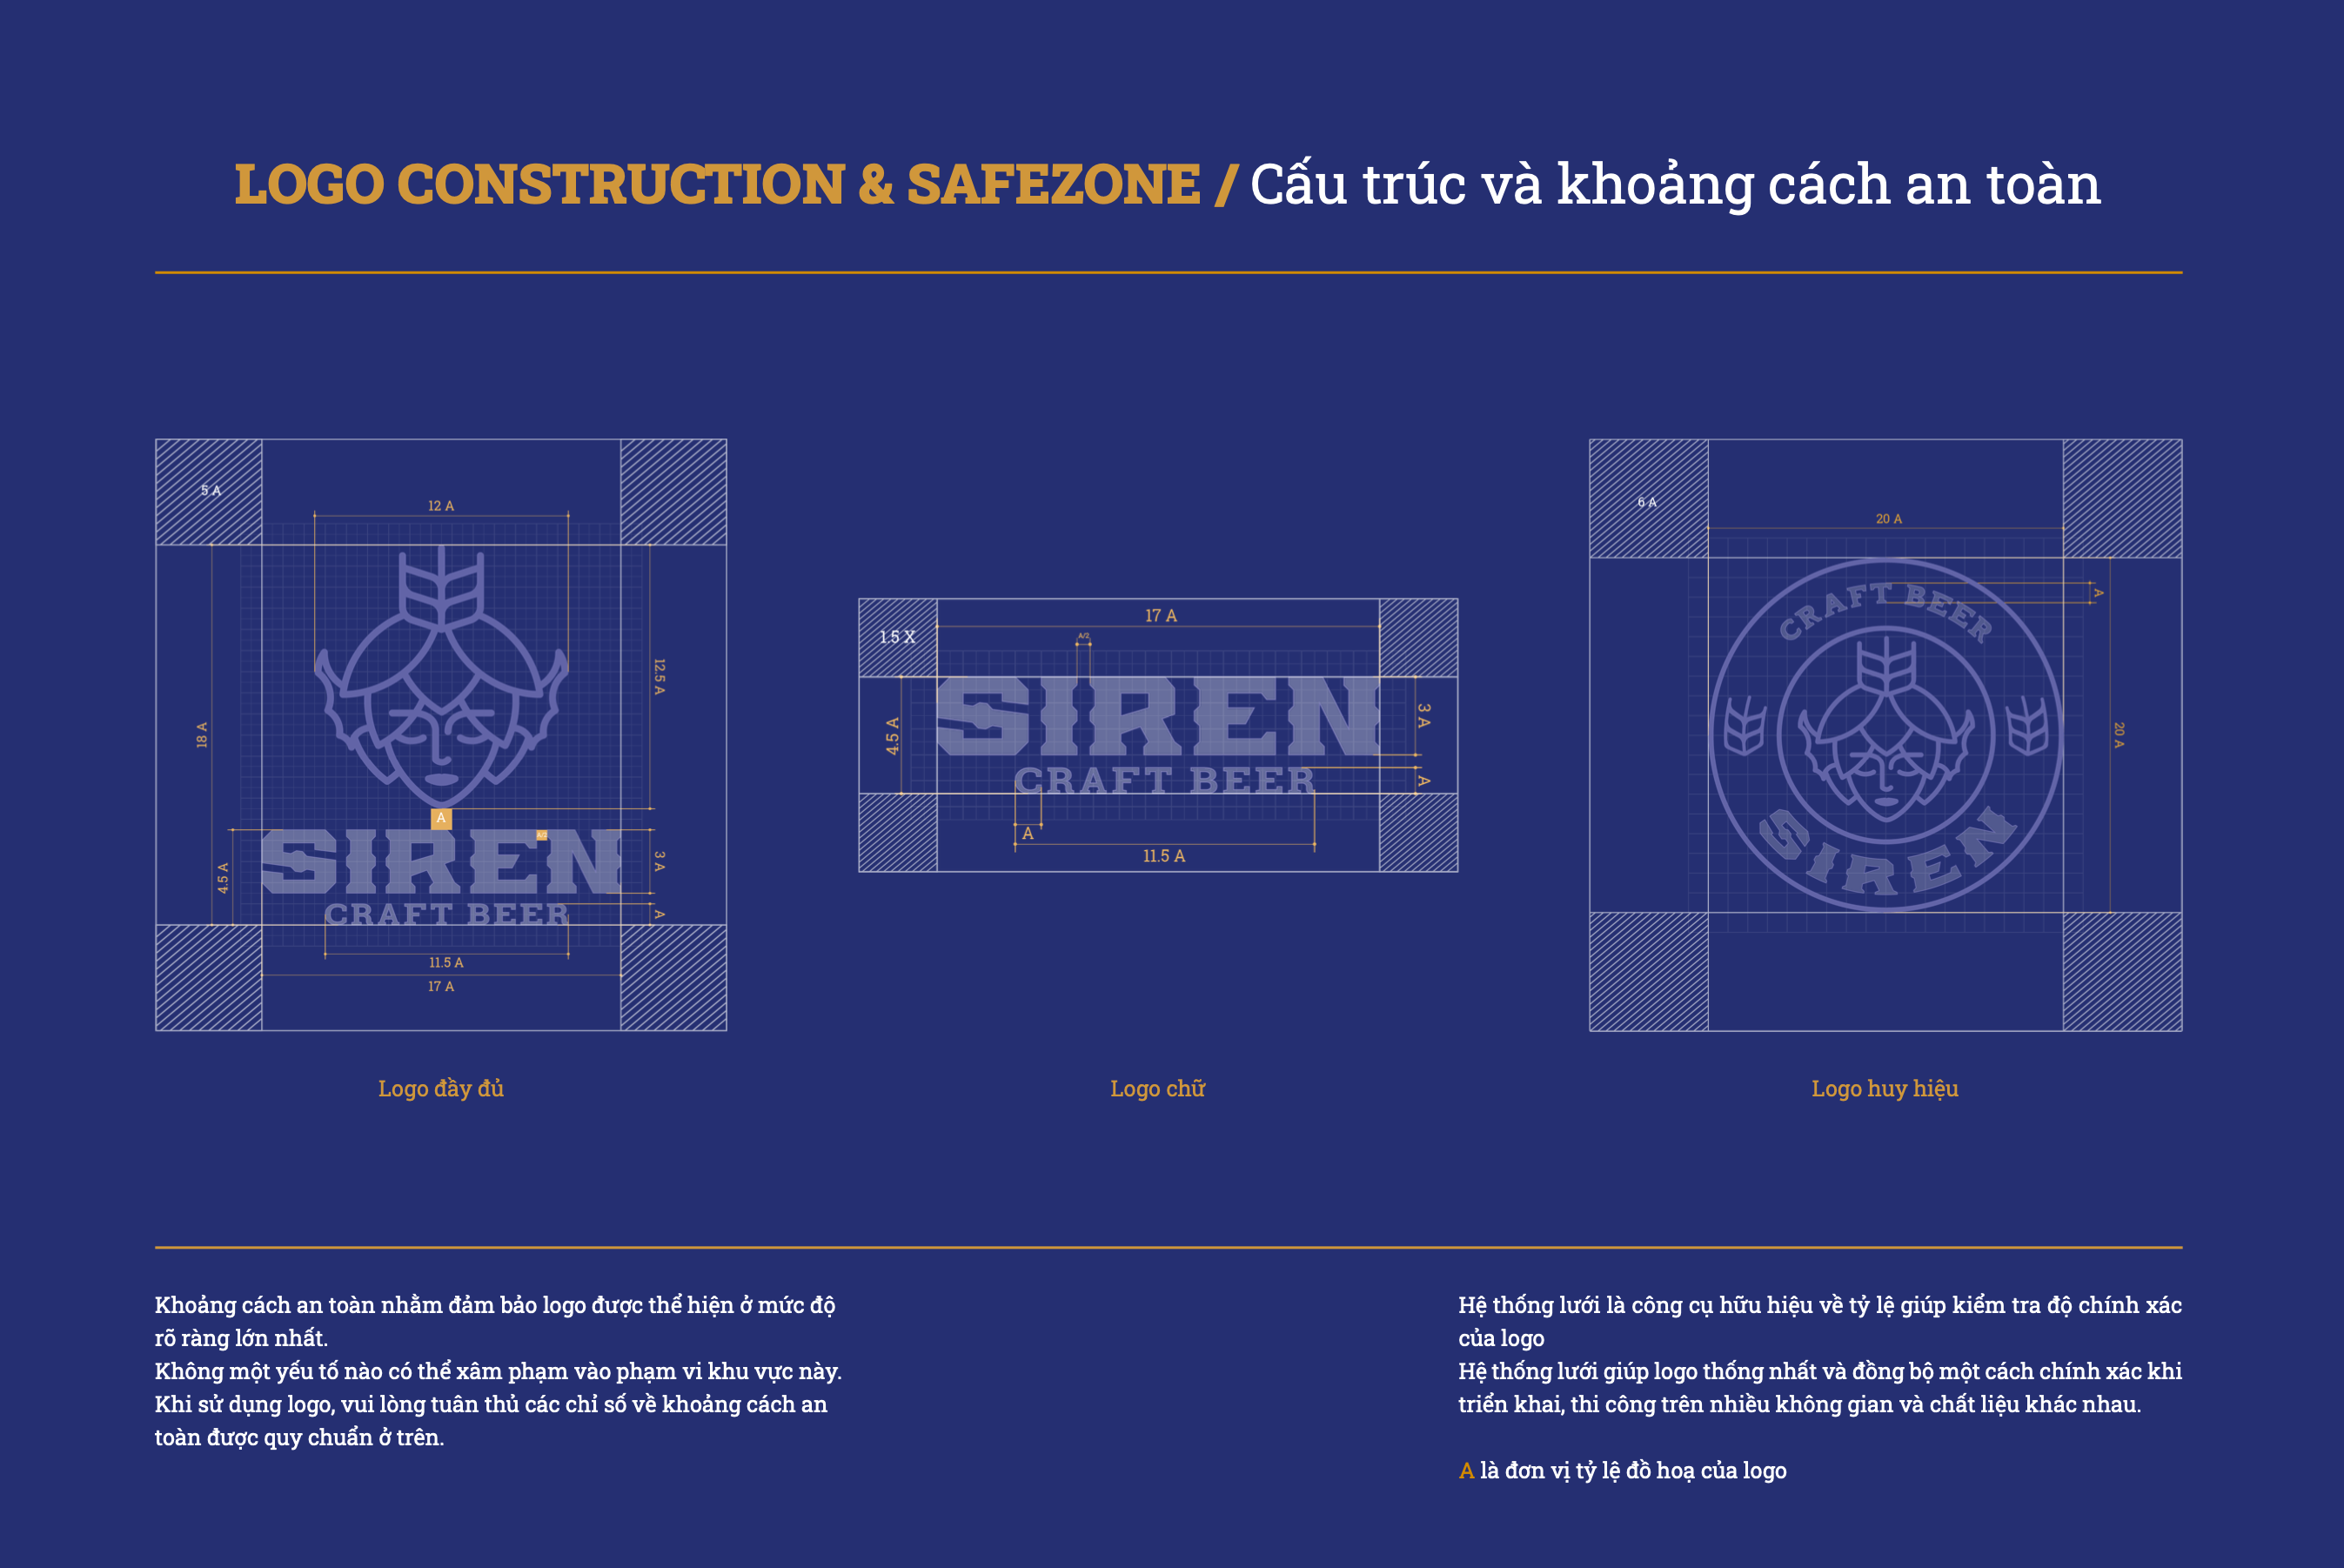 LOGO CONSTRUCTION & SAFEZONE / Cấu trúc và khoảng cách an toàn
5 A
12 A
18 A
12.5 A
A
A/2
SIREN
4.5 A
3 A
CRAFT BEER
A
11.5 A
17 A
Logo đầy đủ
1.5 X
17 A
A/2
SIREN
4.5 A
3 A
CRAFT BEER
A
A
11.5 A
Logo chữ
6 A
20 A
A
CRAFT BEER
20 A
SIREN
Logo huy hiệu
Khoảng cách an toàn nhằm đảm bảo logo được thể hiện ở mức độ
rõ ràng lớn nhất.
Không một yếu tố nào có thể xâm phạm vào phạm vi khu vực này.
Khi sử dụng logo, vui lòng tuân thủ các chỉ số về khoảng cách an
toàn được quy chuẩn ở trên.
Hệ thống lưới là công cụ hữu hiệu về tỷ lệ giúp kiểm tra độ chính xác
của logo
Hệ thống lưới giúp logo thống nhất và đồng bộ một cách chính xác khi
triển khai, thi công trên nhiều không gian và chất liệu khác nhau.
A là đơn vị tỷ lệ đồ hoạ của logo